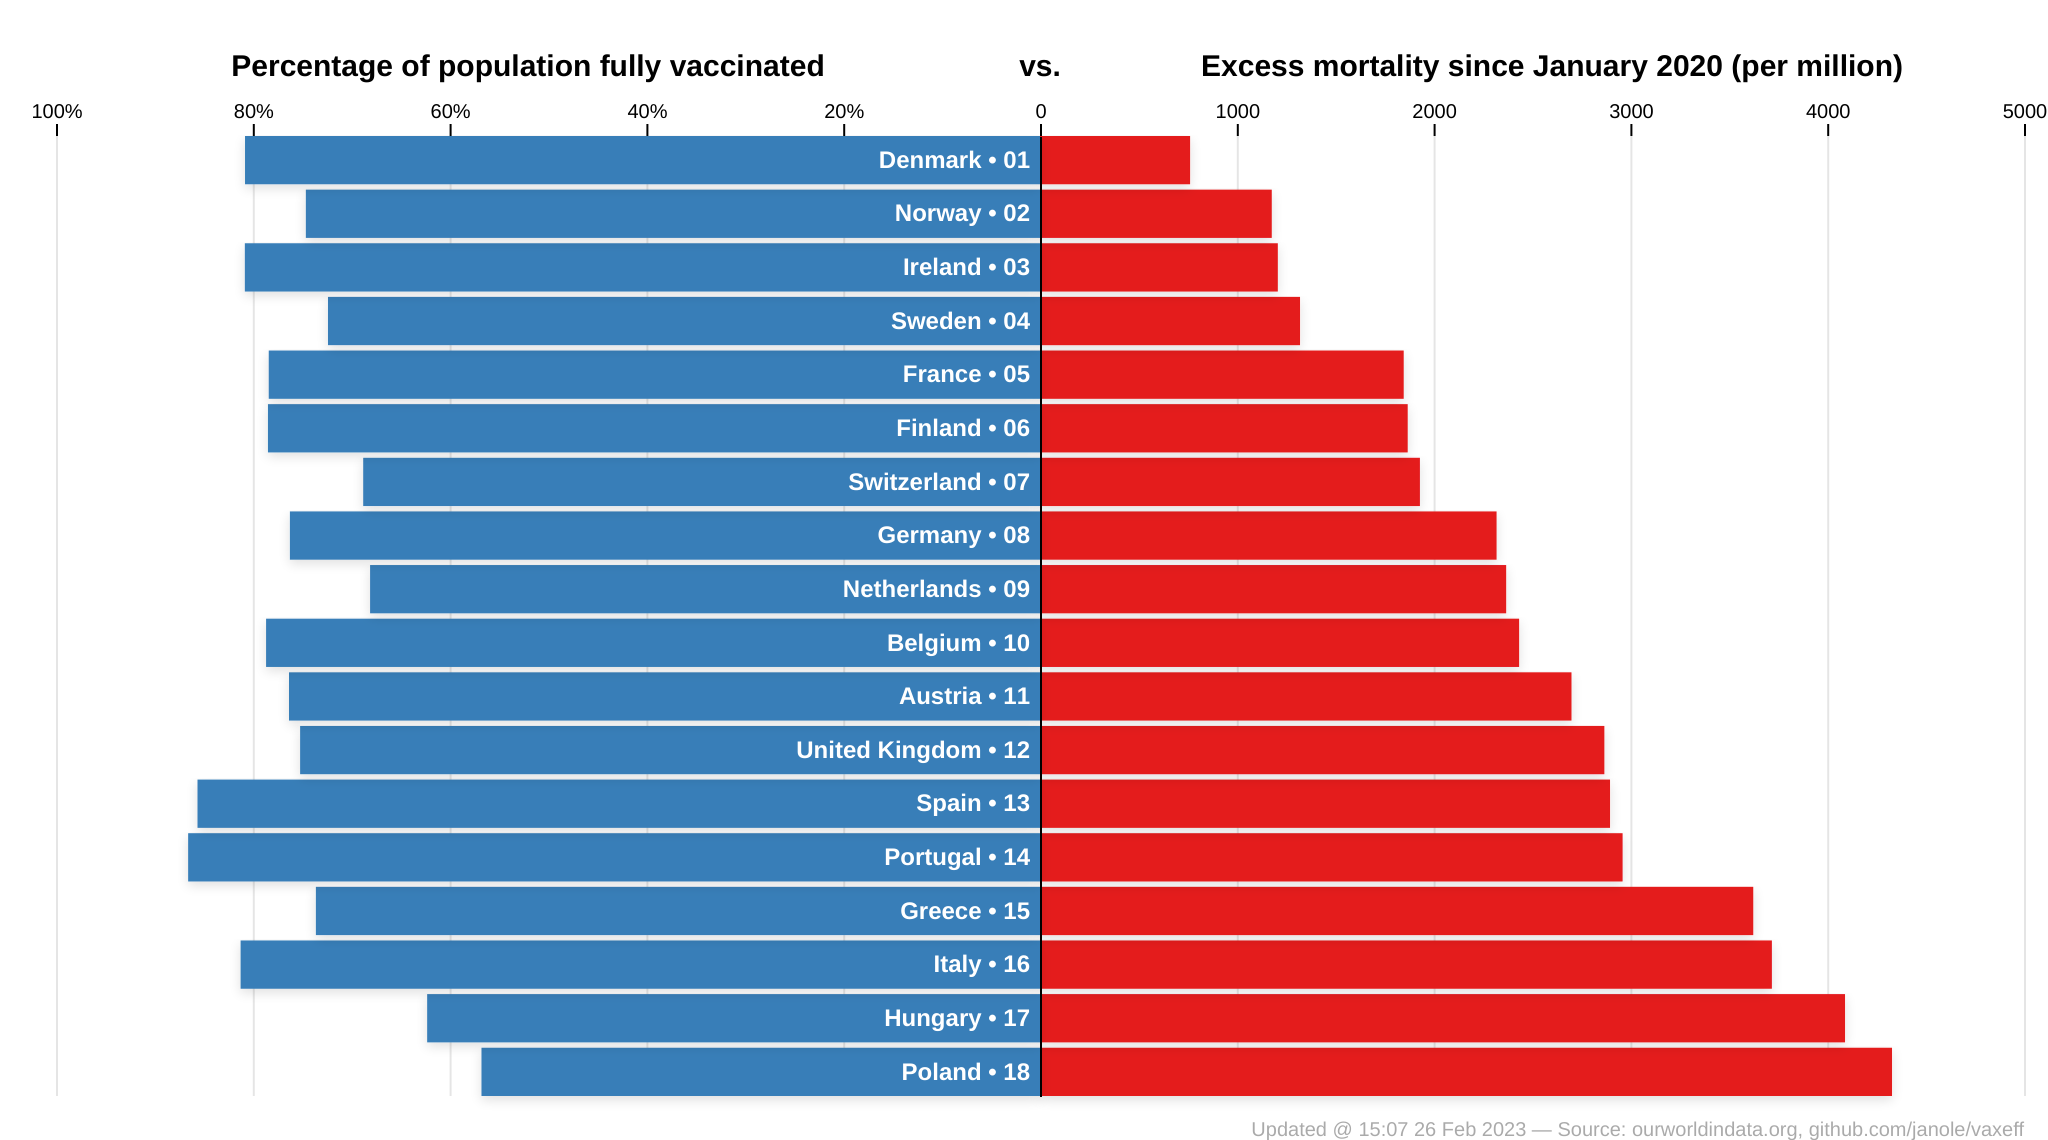 Percentage of population fully vaccinated vs. Excess mortality since January 2020 (per million)
100% 80% 60% 40% 20% 0 1000 2000 3000 4000 5000
Denmark • 01
Norway • 02
Ireland • 03
Sweden • 04
France • 05
Finland • 06
Switzerland • 07
Germany • 08
Netherlands • 09
Belgium • 10
Austria • 11
United Kingdom • 12
Spain • 13
Portugal • 14
Greece • 15
Italy • 16
Hungary • 17
Poland • 18
Updated @ 15:07 26 Feb 2023 — Source: ourworldindata.org, github.com/janole/vaxeff